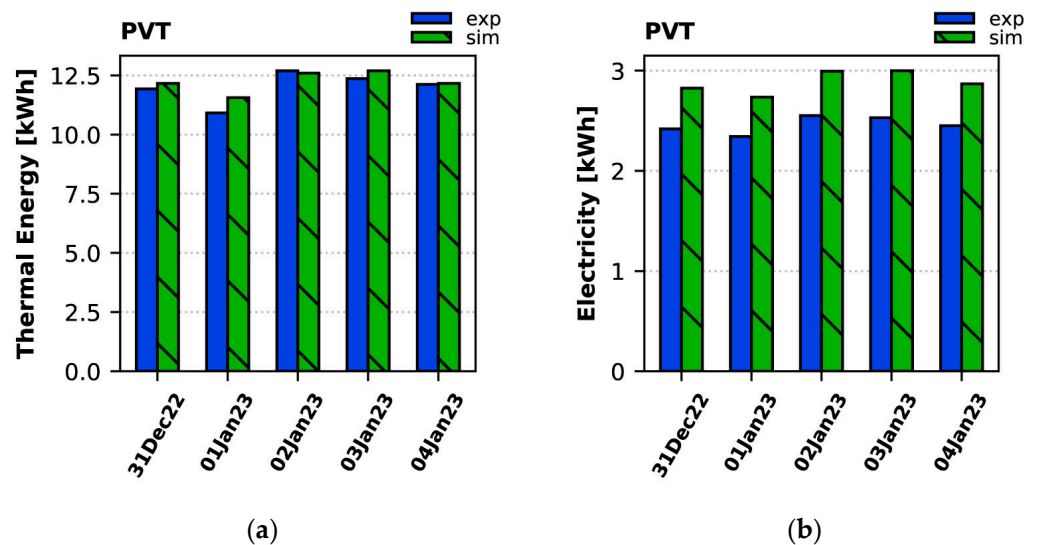 PVT
exp
sim
Thermal Energy [kWh]
12.5
10.0
7.5
5.0
2.5
0.0
31Dec22
01Jan23
02Jan23
03Jan23
04Jan23
(a)
PVT
exp
sim
Electricity [kWh]
3
2
1
0
31Dec22
01Jan23
02Jan23
03Jan23
04Jan23
(b)